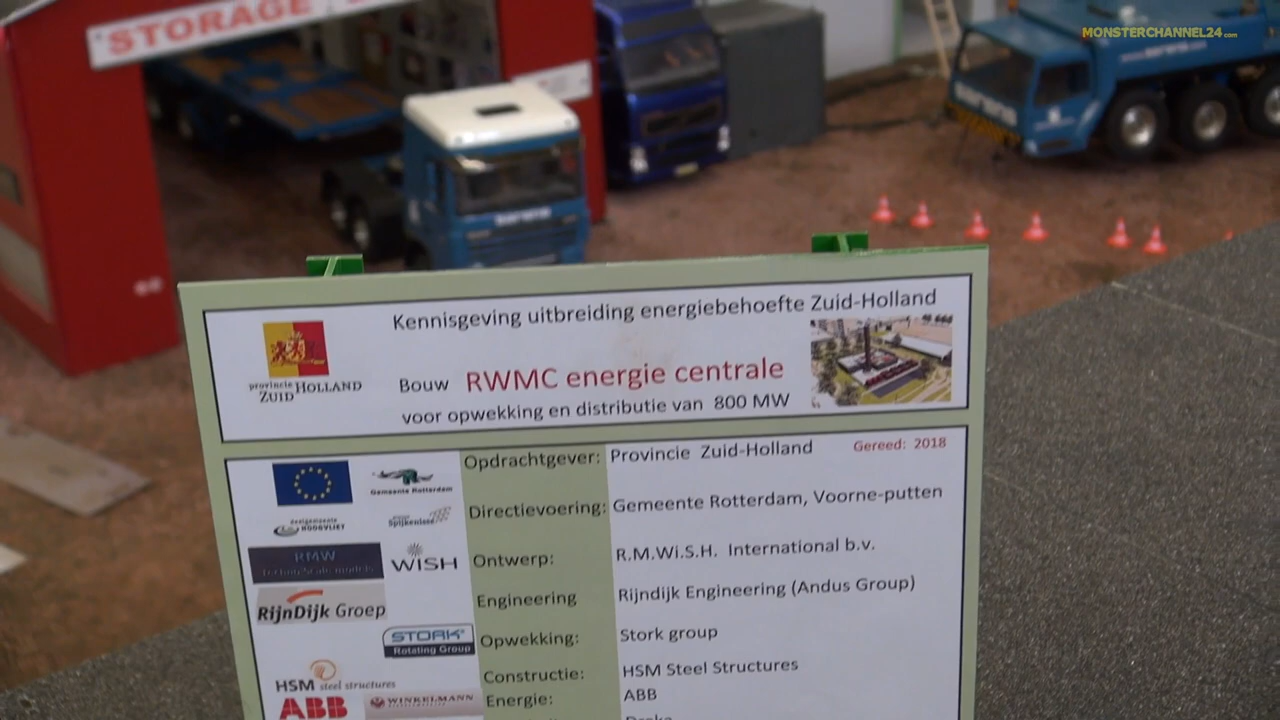 STORAGE
MONSTERCHANNEL24.com
Kennisgeving uitbreiding energiebehoefte Zuid-Holland
provincie HOLLAND
ZUID
Bouw RWMC energie centrale
voor opwekking en distributie van 800 MW
Opdrachtgever: Provincie Zuid-Holland
Gereed: 2018
Gemeente Rotterdam
Directievoering: Gemeente Rotterdam, Voorne-putten
deelgemeente
HOOGVLIET
Spijkenisse
RMW
WISH
Ontwerp: R.M.Wi.S.H. International b.v.
RijnDijk Groep
Engineering Rijndijk Engineering (Andus Group)
STORK
Rotating Group
Opwekking: Stork group
HSM steel structures
Constructie: HSM Steel Structures
ABB
WINKELMANN
Energie: ABB